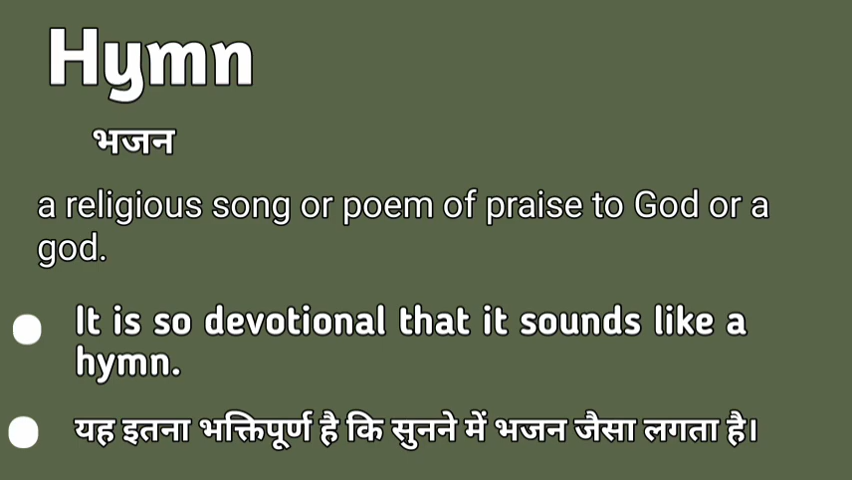 Hymn
भजन
a religious song or poem of praise to God or a
god.
It is so devotional that it sounds like a
hymn.
यह इतना भक्तिपूर्ण है कि सुनने में भजन जैसा लगता है।